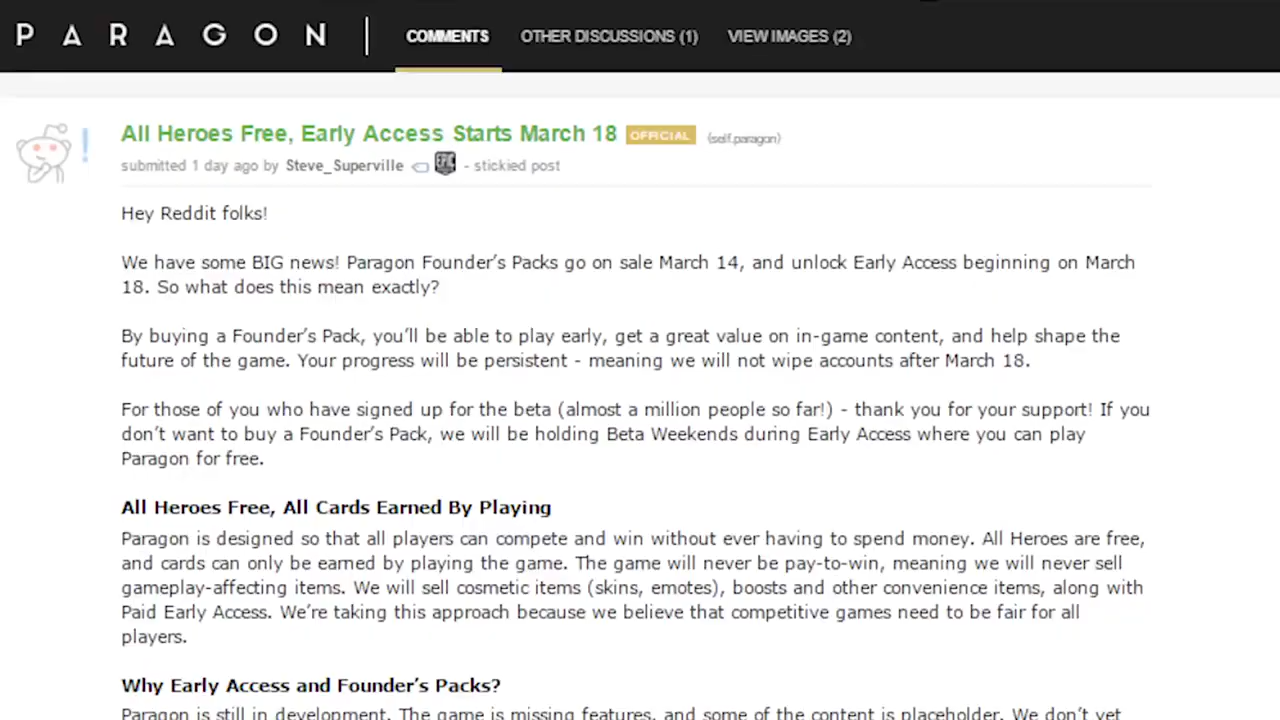 PARAGON | COMMENTS OTHER DISCUSSIONS (1) VIEW IMAGES (2)
All Heroes Free, Early Access Starts March 18 OFFICIAL (self.paragon)
submitted 1 day ago by Steve_Superville EPIC - stickied post
Hey Reddit folks!
We have some BIG news! Paragon Founder’s Packs go on sale March 14, and unlock Early Access beginning on March
18. So what does this mean exactly?
By buying a Founder’s Pack, you’ll be able to play early, get a great value on in-game content, and help shape the
future of the game. Your progress will be persistent - meaning we will not wipe accounts after March 18.
For those of you who have signed up for the beta (almost a million people so far!) - thank you for your support! If you
don’t want to buy a Founder’s Pack, we will be holding Beta Weekends during Early Access where you can play
Paragon for free.
All Heroes Free, All Cards Earned By Playing
Paragon is designed so that all players can compete and win without ever having to spend money. All Heroes are free,
and cards can only be earned by playing the game. The game will never be pay-to-win, meaning we will never sell
gameplay-affecting items. We will sell cosmetic items (skins, emotes), boosts and other convenience items, along with
Paid Early Access. We’re taking this approach because we believe that competitive games need to be fair for all
players.
Why Early Access and Founder’s Packs?
Paragon is still in development. The game is missing features, and some of the content is placeholder. We don’t yet